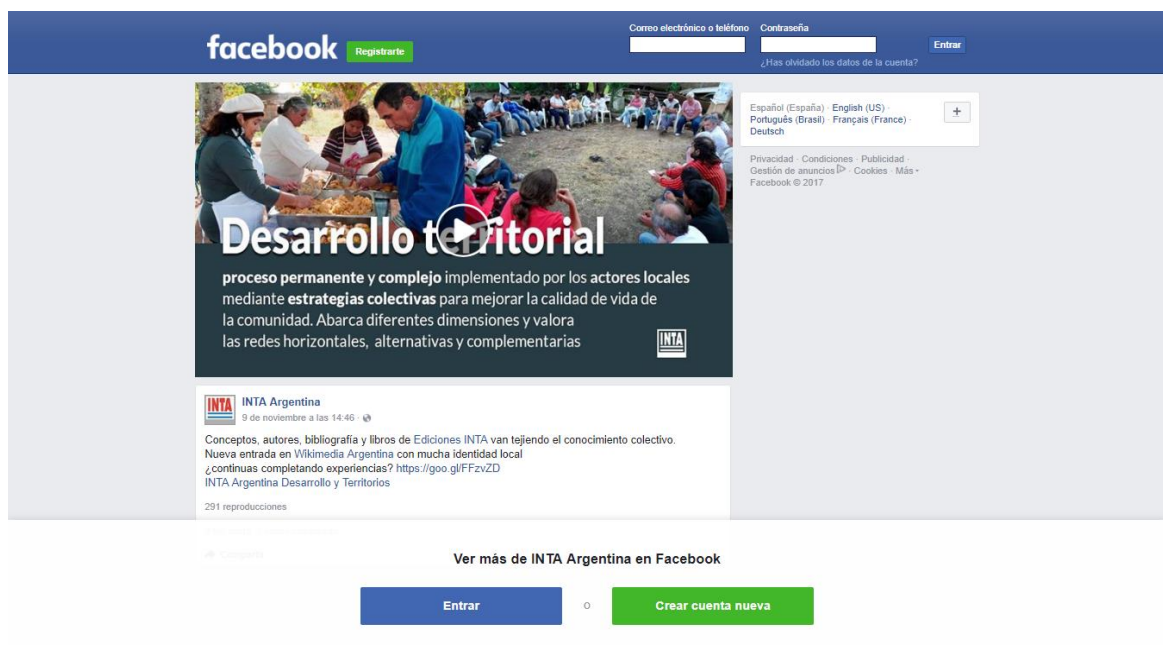 facebook
Registrarte
Correo electrónico o teléfono
Contraseña
Entrar
¿Has olvidado los datos de la cuenta?
Desarrollo territorial
proceso permanente y complejo implementado por los actores locales
mediante estrategias colectivas para mejorar la calidad de vida de
la comunidad. Abarca diferentes dimensiones y valora
las redes horizontales, alternativas y complementarias
INTA
Español (España) · English (US) ·
Português (Brasil) · Français (France) ·
Deutsch
+
Privacidad · Condiciones · Publicidad ·
Gestión de anuncios · Cookies · Más
Facebook © 2017
INTA
INTA Argentina
9 de noviembre a las 14:46 ·
Conceptos, autores, bibliografía y libros de Ediciones INTA van tejiendo el conocimiento colectivo.
Nueva entrada en Wikimedia Argentina con mucha identidad local
¿continuas completando experiencias? https://goo.gl/FFzvZD
INTA Argentina Desarrollo y Territorios
291 reproducciones
Ver más de INTA Argentina en Facebook
Entrar
o
Crear cuenta nueva